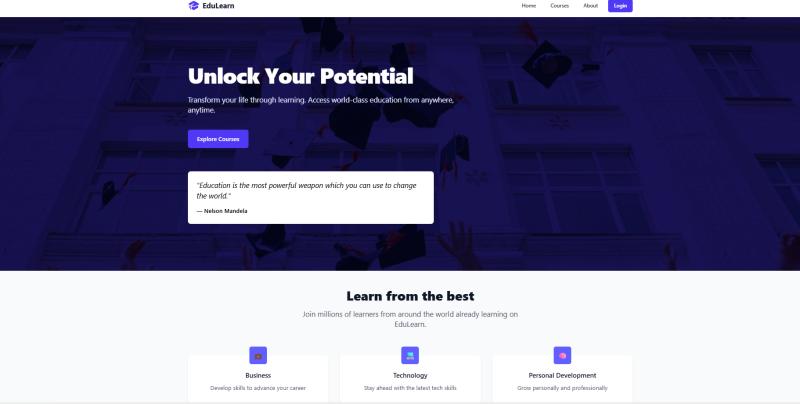 EduLearn
Home
Courses
About
Login
Unlock Your Potential
Transform your life through learning. Access world-class education from anywhere,
anytime.
Explore Courses
"Education is the most powerful weapon which you can use to change
the world."
— Nelson Mandela
Learn from the best
Join millions of learners from around the world already learning on
EduLearn.
Business
Technology
Personal Development
Develop skills to advance your career
Stay ahead with the latest tech skills
Grow personally and professionally